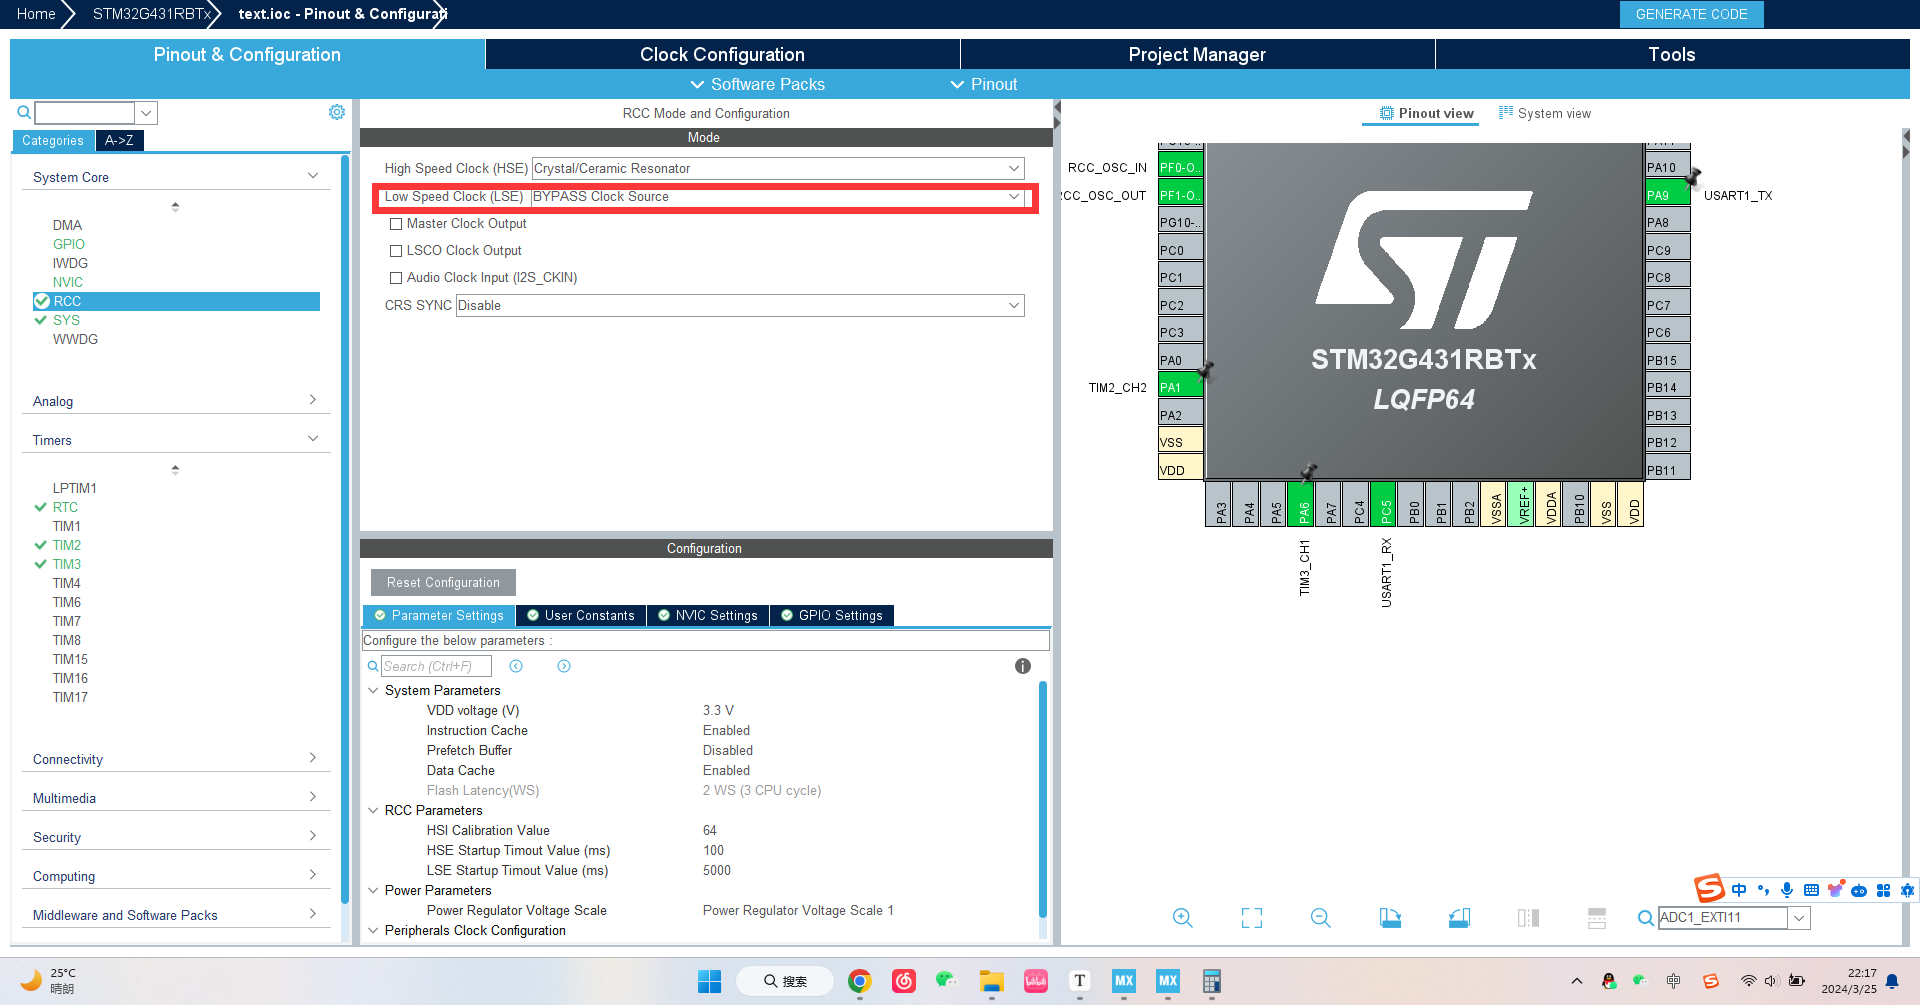 Home
STM32G431RBTx
text.ioc - Pinout & Configurati
GENERATE CODE
Pinout & Configuration
Clock Configuration
Project Manager
Tools
Software Packs
Pinout
Categories
A->Z
System Core
DMA
GPIO
IWDG
NVIC
RCC
SYS
WWDG
Analog
Timers
LPTIM1
RTC
TIM1
TIM2
TIM3
TIM4
TIM6
TIM7
TIM8
TIM15
TIM16
TIM17
Connectivity
Multimedia
Security
Computing
Middleware and Software Packs
RCC Mode and Configuration
Mode
High Speed Clock (HSE) Crystal/Ceramic Resonator
Low Speed Clock (LSE) BYPASS Clock Source
Master Clock Output
LSCO Clock Output
Audio Clock Input (I2S_CKIN)
CRS SYNC Disable
Configuration
Reset Configuration
Parameter Settings
User Constants
NVIC Settings
GPIO Settings
Configure the below parameters :
Search (Ctrl+F)
System Parameters
VDD voltage (V) 3.3 V
Instruction Cache Enabled
Prefetch Buffer Disabled
Data Cache Enabled
Flash Latency(WS) 2 WS (3 CPU cycle)
RCC Parameters
HSI Calibration Value 64
HSE Startup Timout Value (ms) 100
LSE Startup Timout Value (ms) 5000
Power Parameters
Power Regulator Voltage Scale Power Regulator Voltage Scale 1
Peripherals Clock Configuration
Pinout view
System view
RCC_OSC_IN
PF0-O..
CC_OSC_OUT
PF1-O..
PG10-..
PC0
PC1
PC2
PC3
PA0
TIM2_CH2
PA1
PA2
VSS
VDD
PA10
PA9
USART1_TX
PA8
PC9
PC8
PC7
PC6
PB15
PB14
PB13
PB12
PB11
STM32G431RBTx
LQFP64
PA3
PA4
PA5
PA6
PA7
PC4
PC5
PB0
PB1
PB2
VSSA
VREF+
VDDA
PB10
VSS
VDD
TIM3_CH1
USART1_RX
中
ADC1_EXTI11
25°C
晴朗
搜索
T
MX
MX
中
22:17
2024/3/25